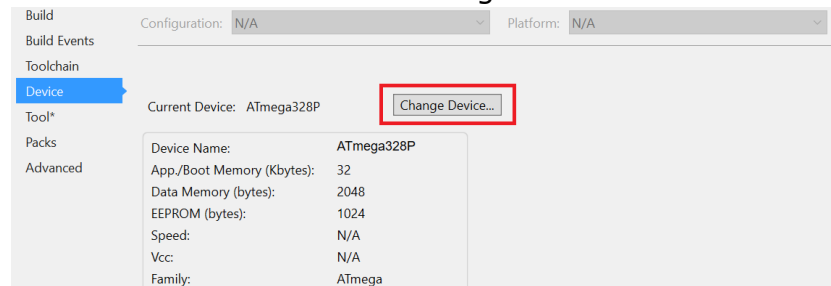 Build
Configuration: N/A Platform: N/A
Build Events
Toolchain
Device
Current Device: ATmega328P Change Device...
Tool*
Packs
Device Name: ATmega328P
Advanced
App./Boot Memory (Kbytes): 32
Data Memory (bytes): 2048
EEPROM (bytes): 1024
Speed: N/A
Vcc: N/A
Family: ATmega